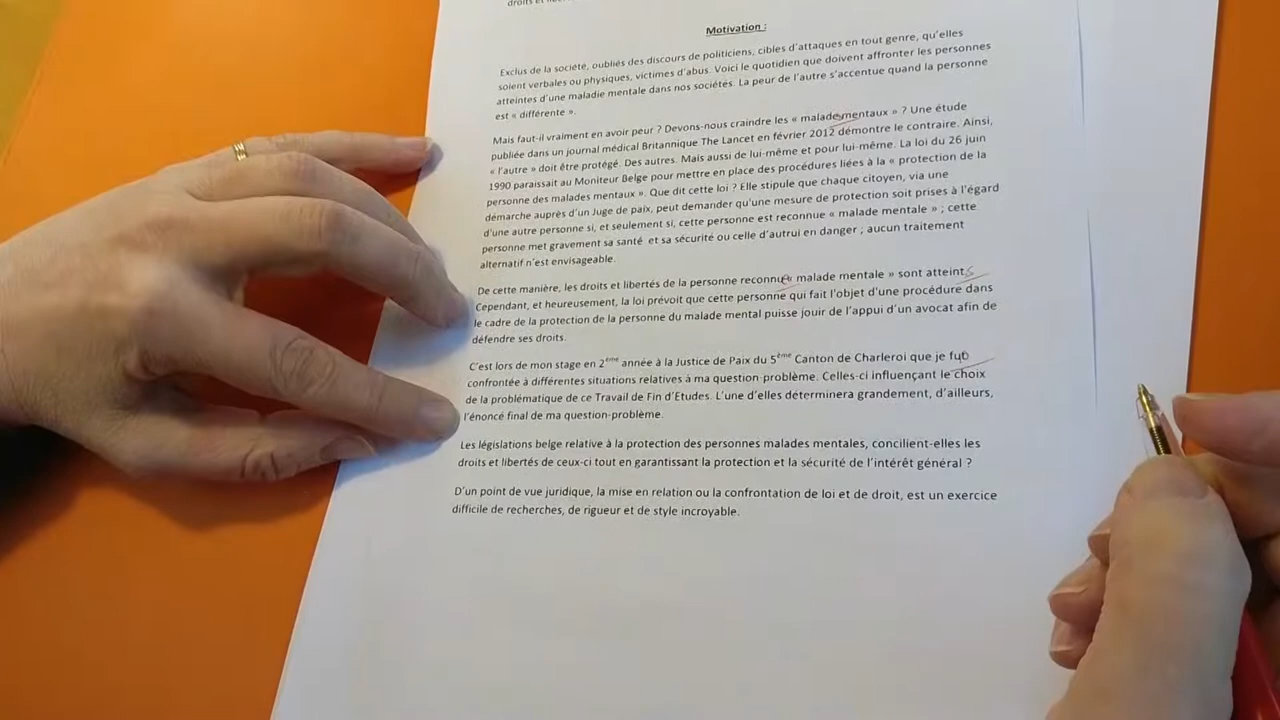 droits et
Motivation :
Exclus de la société, oubliés des discours de politiciens, cibles d'attaques en tout genre, qu'elles
soient verbales ou physiques, victimes d'abus. Voici le quotidien que doivent affronter les personnes
atteintes d'une maladie mentale dans nos sociétés. La peur de l'autre s'accentue quand la personne
est « différente ».
Mais faut-il vraiment en avoir peur ? Devons-nous craindre les « malades mentaux » ? Une étude
publiée dans un journal médical Britannique The Lancet en février 2012 démontre le contraire. Ainsi,
« l'autre » doit être protégé. Des autres. Mais aussi de lui-même et pour lui-même. La loi du 26 juin
1990 paraissait au Moniteur Belge pour mettre en place des procédures liées à la « protection de la
personne des malades mentaux ». Que dit cette loi ? Elle stipule que chaque citoyen, via une
démarche auprès d'un Juge de paix, peut demander qu'une mesure de protection soit prises à l'égard
d'une autre personne si, et seulement si, cette personne est reconnue « malade mentale » ; cette
personne met gravement sa santé et sa sécurité ou celle d'autrui en danger ; aucun traitement
alternatif n'est envisageable.
De cette manière, les droits et libertés de la personne reconnue malade mentale » sont atteints
Cependant, et heureusement, la loi prévoit que cette personne qui fait l'objet d'une procédure dans
le cadre de la protection de la personne du malade mental puisse jouir de l'appui d'un avocat afin de
défendre ses droits.
C'est lors de mon stage en 2ème année à la Justice de Paix du 5ème Canton de Charleroi que je fus
confrontée à différentes situations relatives à ma question-problème. Celles-ci influençant le choix
de la problématique de ce Travail de Fin d'Etudes. L'une d'elles déterminera grandement, d'ailleurs,
l'énoncé final de ma question-problème.
Les législations belge relative à la protection des personnes malades mentales, concilient-elles les
droits et libertés de ceux-ci tout en garantissant la protection et la sécurité de l'intérêt général ?
D'un point de vue juridique, la mise en relation ou la confrontation de loi et de droit, est un exercice
difficile de recherches, de rigueur et de style incroyable.